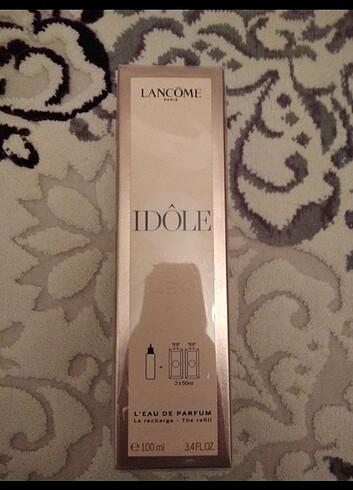 LANCÔME
PARIS
IDÔLE
=
2 x 50ml
L'EAU DE PARFUM
La recharge - The refill
℮ 100 ml 3.4 FL.OZ.